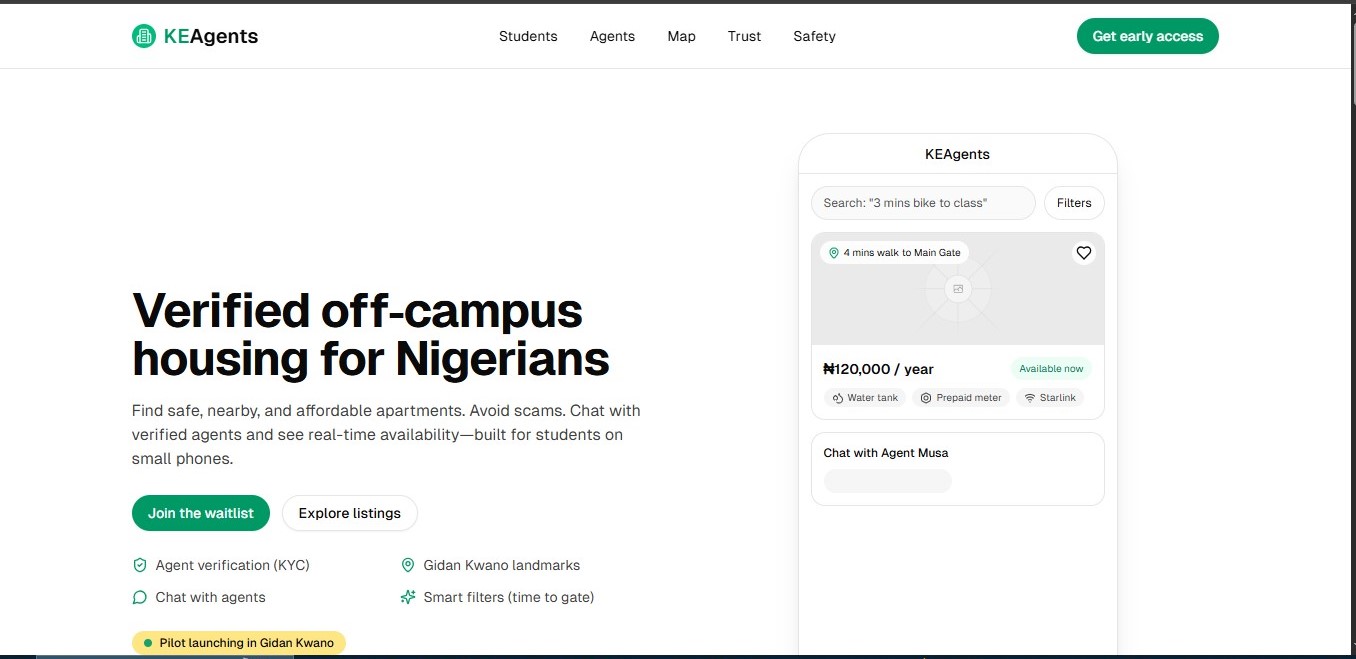 KEAgents
Students
Agents
Map
Trust
Safety
Get early access
Verified off-campus
housing for Nigerians
Find safe, nearby, and affordable apartments. Avoid scams. Chat with
verified agents and see real-time availability—built for students on
small phones.
Join the waitlist
Explore listings
Agent verification (KYC)
Gidan Kwano landmarks
Chat with agents
Smart filters (time to gate)
Pilot launching in Gidan Kwano
KEAgents
Search: "3 mins bike to class"
Filters
4 mins walk to Main Gate
₦120,000 / year
Available now
Water tank
Prepaid meter
Starlink
Chat with Agent Musa